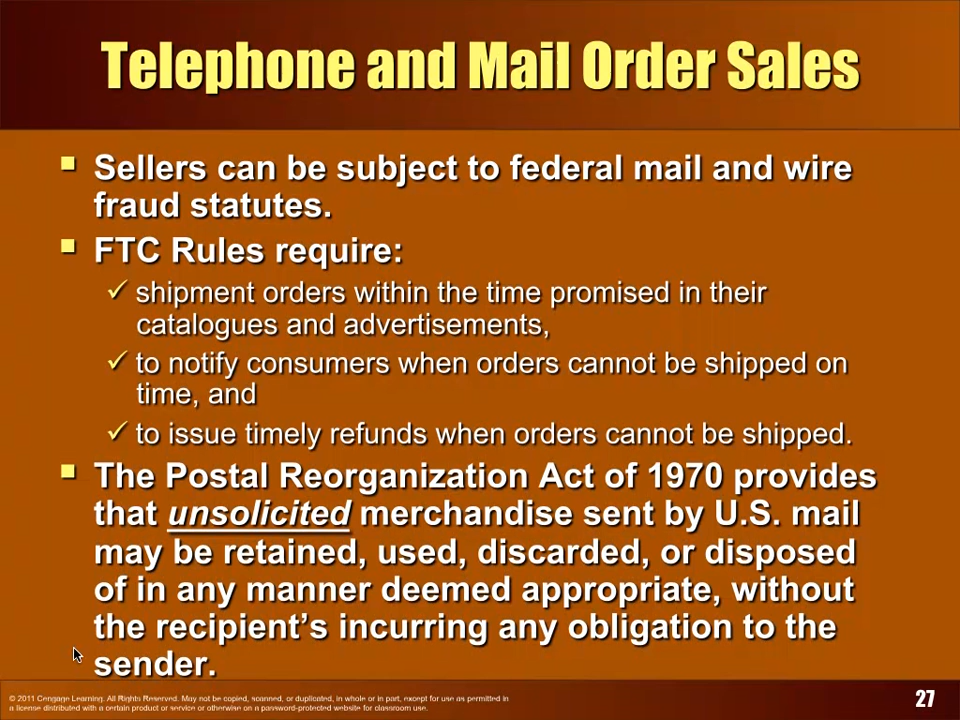 Telephone and Mail Order Sales
Sellers can be subject to federal mail and wire
fraud statutes.
FTC Rules require:
shipment orders within the time promised in their
catalogues and advertisements,
to notify consumers when orders cannot be shipped on
time, and
to issue timely refunds when orders cannot be shipped.
The Postal Reorganization Act of 1970 provides
that unsolicited merchandise sent by U.S. mail
may be retained, used, discarded, or disposed
of in any manner deemed appropriate, without
the recipient's incurring any obligation to the
sender.
© 2011 Cengage Learning. All Rights Reserved. May not be copied, scanned, or duplicated, in whole or in part, except for use as permitted in
a license distributed with a certain product or service or otherwise on a password-protected website for classroom use.
27